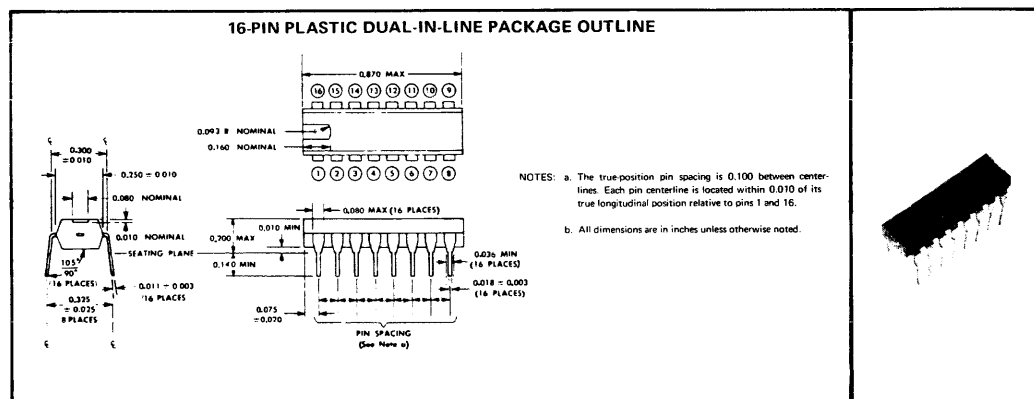 16-PIN PLASTIC DUAL-IN-LINE PACKAGE OUTLINE
0.870 MAX
16 15 14 13 12 11 10 9
0.093 R NOMINAL
0.160 NOMINAL
1 2 3 4 5 6 7 8
℄ ℄
0.300
± 0.010
0.250 ± 0.010
0.080 NOMINAL
0.010 NOMINAL
SEATING PLANE
105°
90°
(16 PLACES)
0.011 ± 0.003
(16 PLACES
0.325
± 0.025
8 PLACES
℄ ℄
0.080 MAX (16 PLACES)
0.010 MIN
0.200 MAX
0.140 MIN
0.036 MIN
(16 PLACES)
0.018 ± 0.003
(16 PLACES)
0.075
± 0.020
PIN SPACING
(See Note a)
NOTES: a. The true-position pin spacing is 0.100 between center-
lines. Each pin centerline is located within 0.010 of its
true longitudinal position relative to pins 1 and 16.
b. All dimensions are in inches unless otherwise noted.